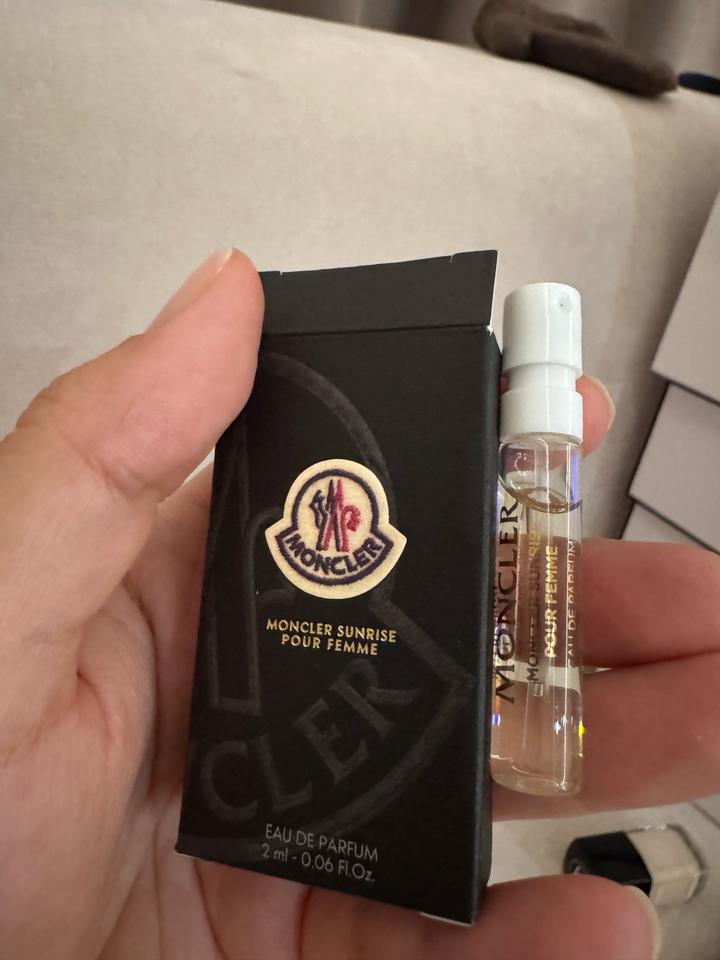 MONCLER
MONCLER SUNRISE
POUR FEMME
CLER
EAU DE PARFUM
2 ml - 0.06 Fl.Oz.
MONCLER
MONCLER SUNRISE
POUR FEMME
EAU DE PARFUM